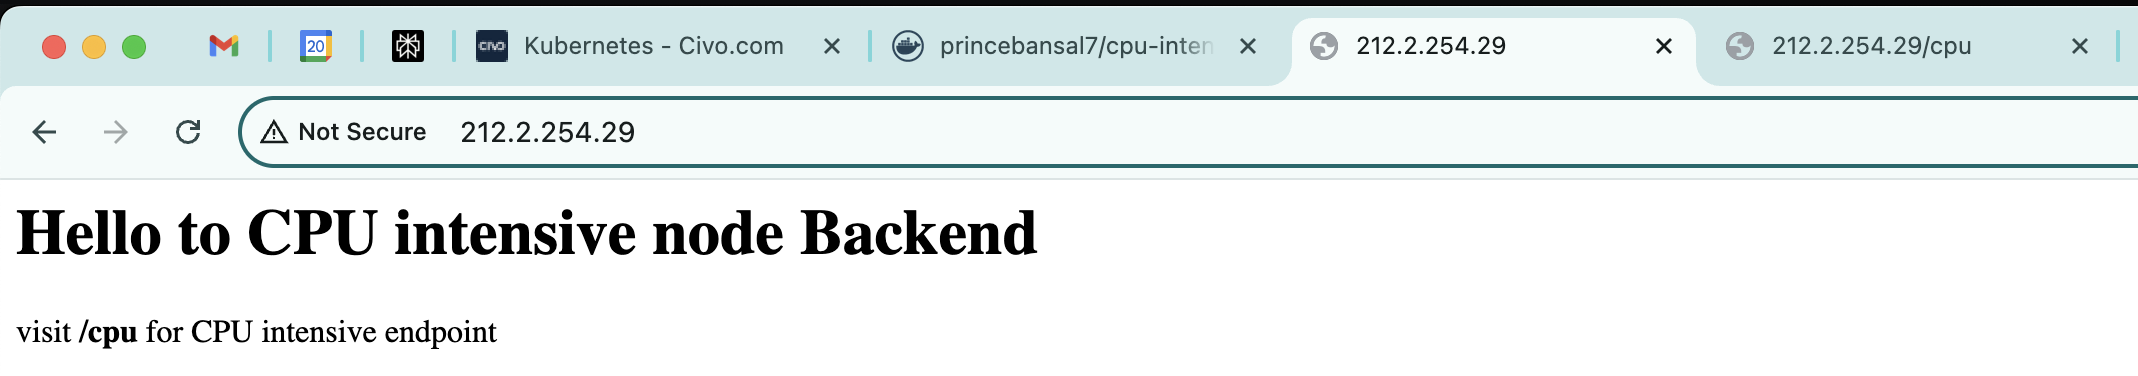 20 CIVO Kubernetes - Civo.com princebansal7/cpu-inten 212.2.254.29 212.2.254.29/cpu
Not Secure 212.2.254.29
Hello to CPU intensive node Backend
visit /cpu for CPU intensive endpoint